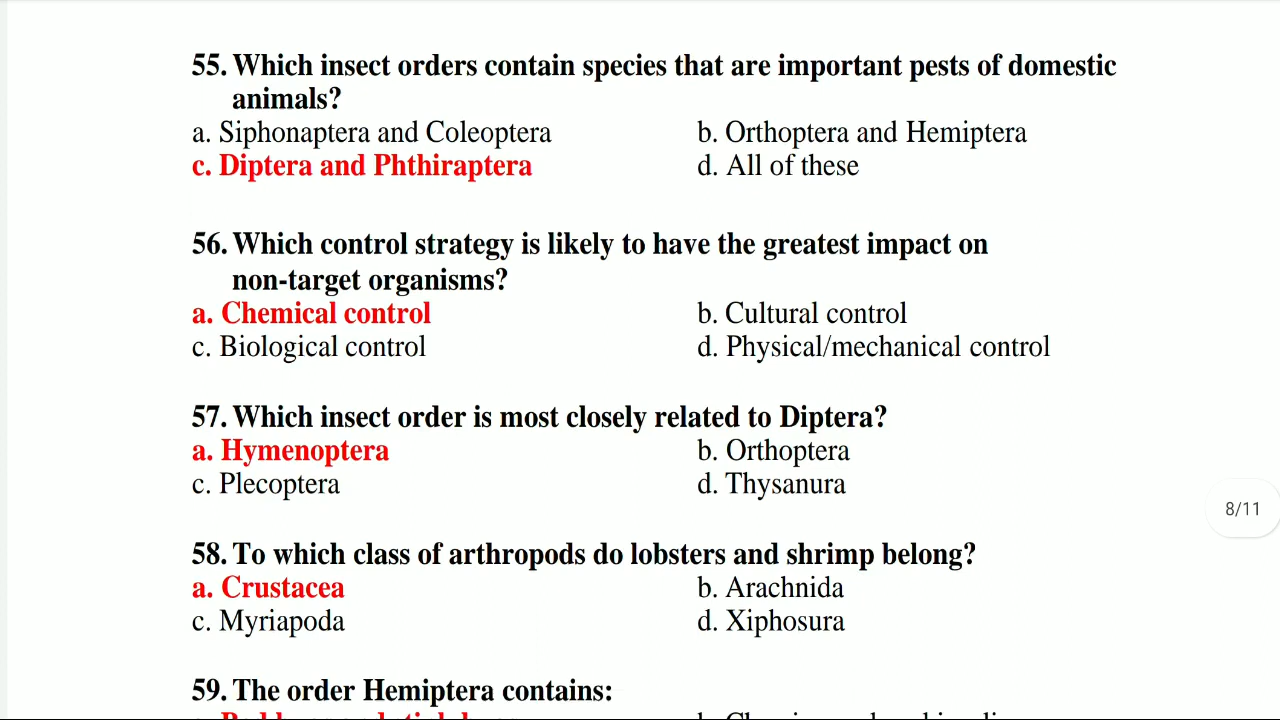 55. Which insect orders contain species that are important pests of domestic
animals?
a. Siphonaptera and Coleoptera b. Orthoptera and Hemiptera
c. Diptera and Phthiraptera d. All of these
56. Which control strategy is likely to have the greatest impact on
non-target organisms?
a. Chemical control b. Cultural control
c. Biological control d. Physical/mechanical control
57. Which insect order is most closely related to Diptera?
a. Hymenoptera b. Orthoptera
c. Plecoptera d. Thysanura
8/11
58. To which class of arthropods do lobsters and shrimp belong?
a. Crustacea b. Arachnida
c. Myriapoda d. Xiphosura
59. The order Hemiptera contains: